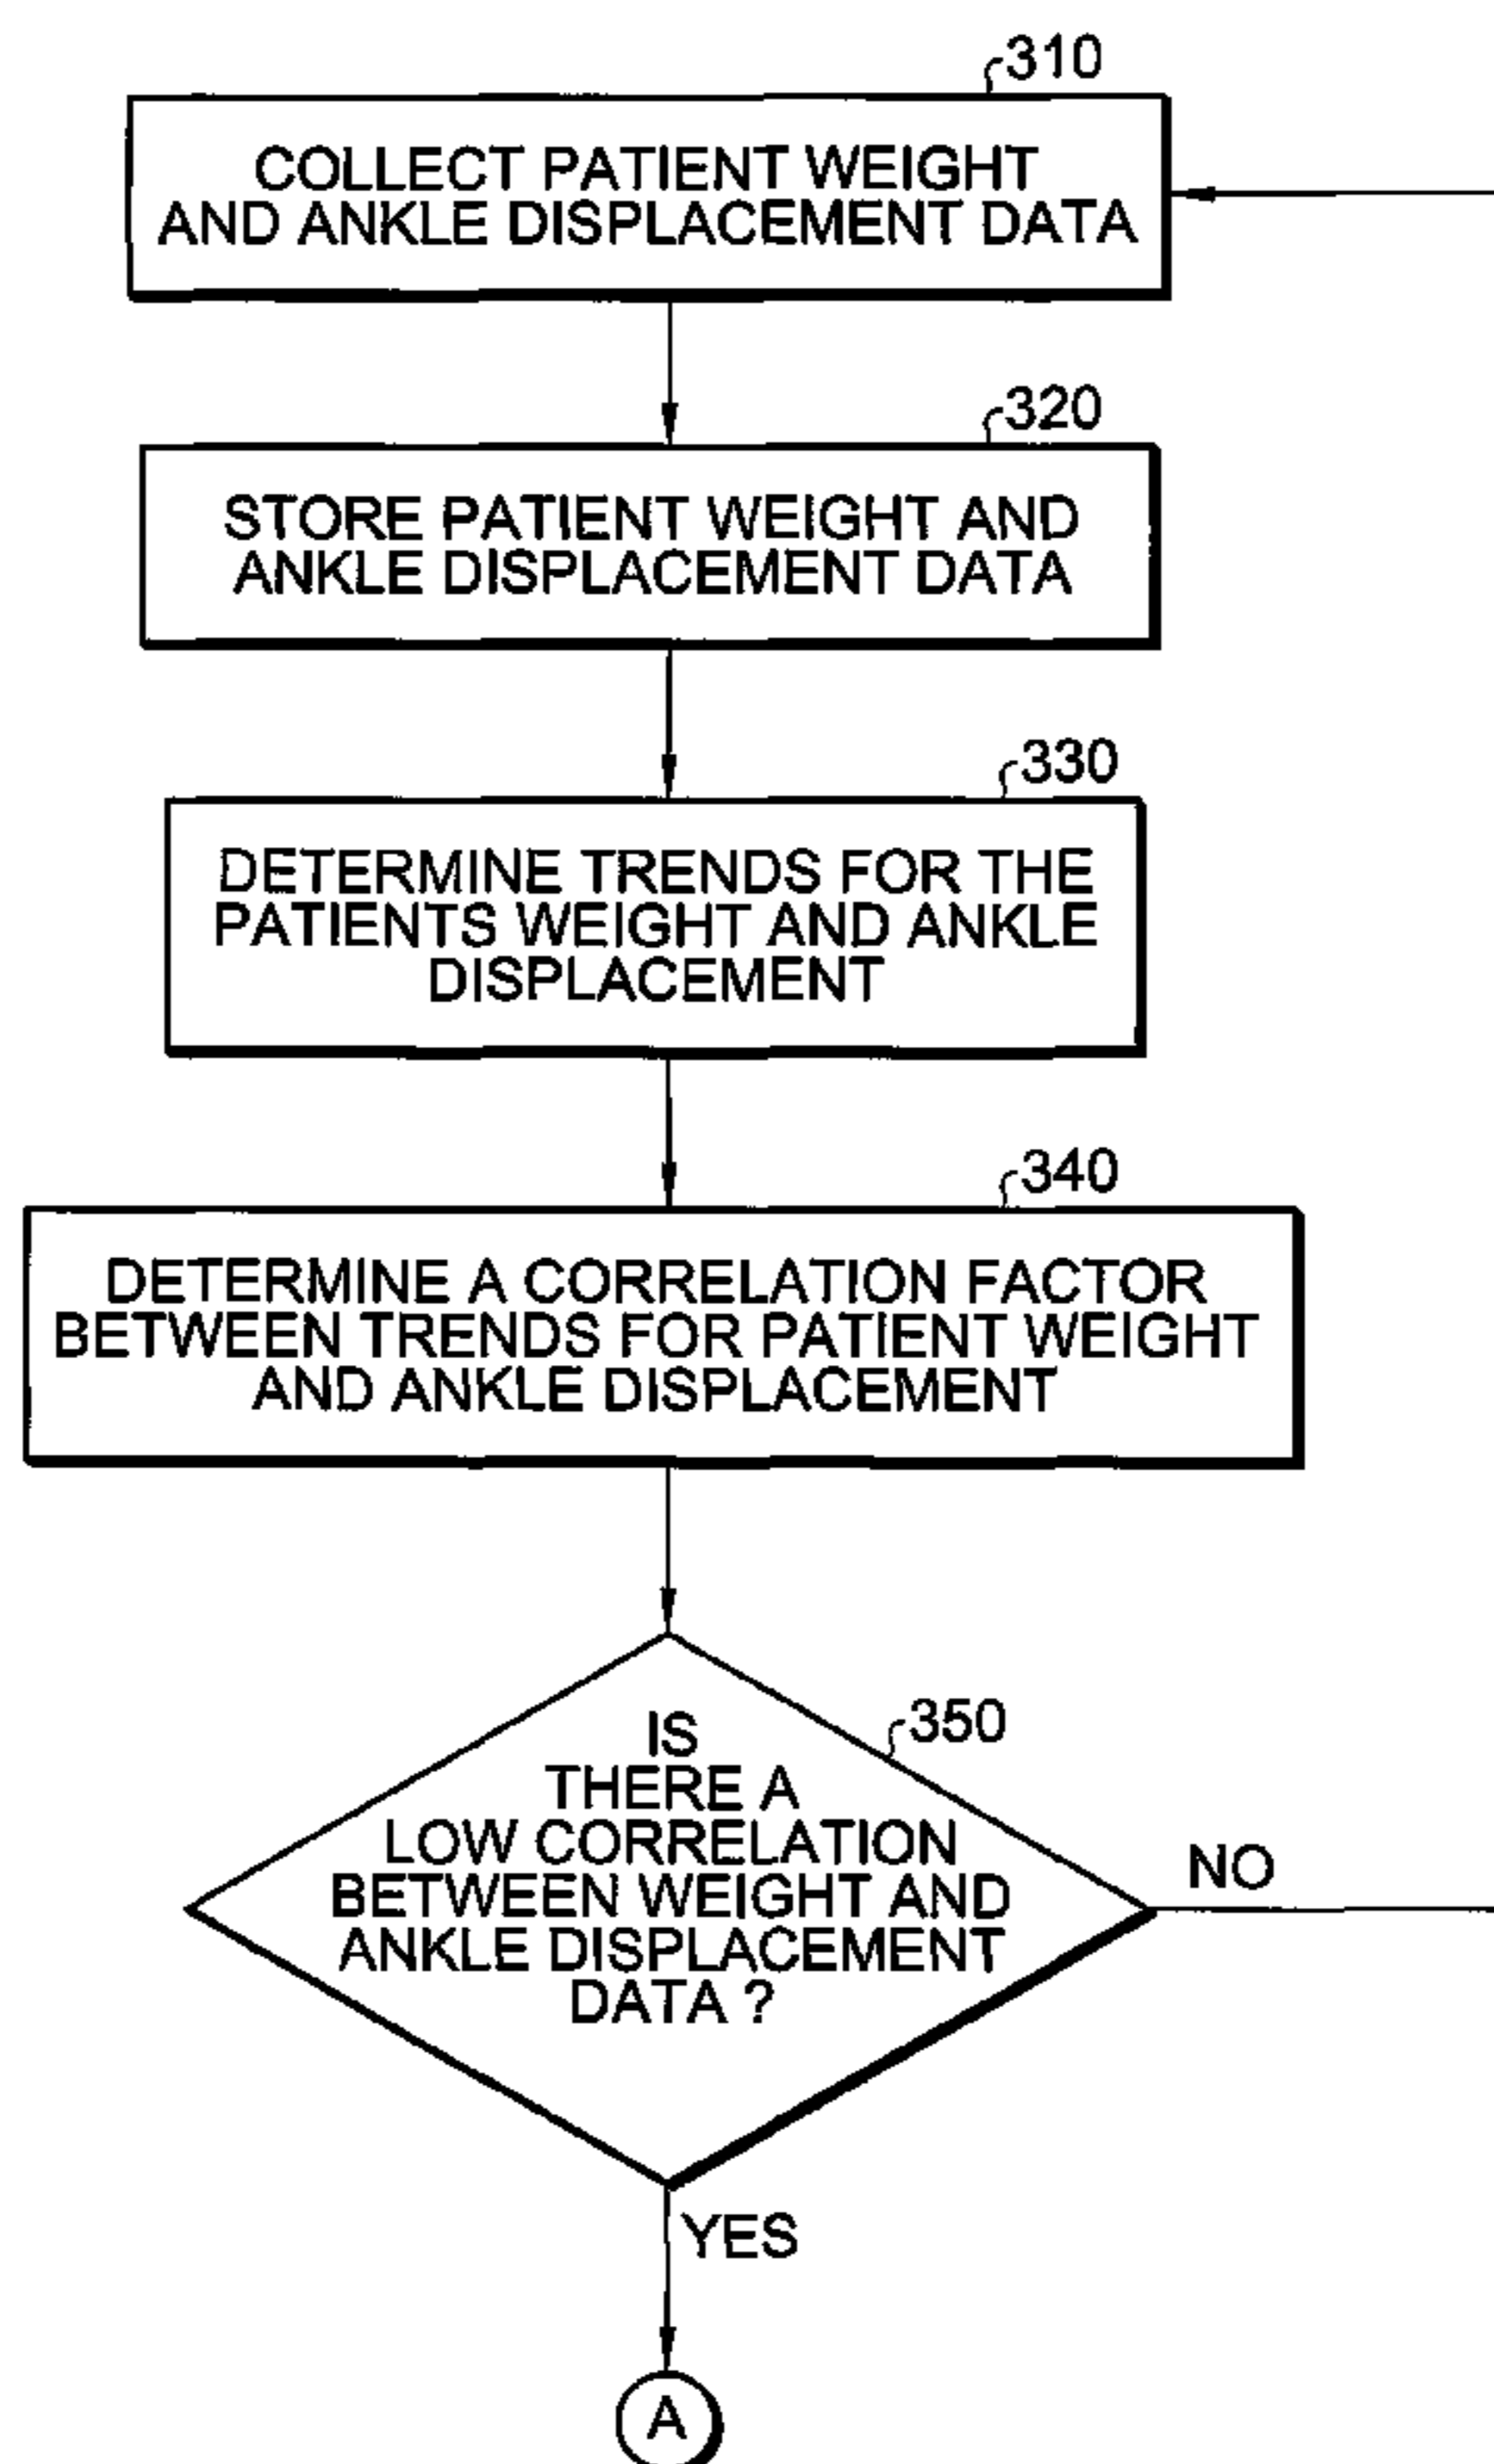 310
COLLECT PATIENT WEIGHT
AND ANKLE DISPLACEMENT DATA
320
STORE PATIENT WEIGHT AND
ANKLE DISPLACEMENT DATA
330
DETERMINE TRENDS FOR THE
PATIENTS WEIGHT AND ANKLE
DISPLACEMENT
340
DETERMINE A CORRELATION FACTOR
BETWEEN TRENDS FOR PATIENT WEIGHT
AND ANKLE DISPLACEMENT
350
IS
THERE A
LOW CORRELATION
BETWEEN WEIGHT AND
ANKLE DISPLACEMENT
DATA ?
NO
YES
A